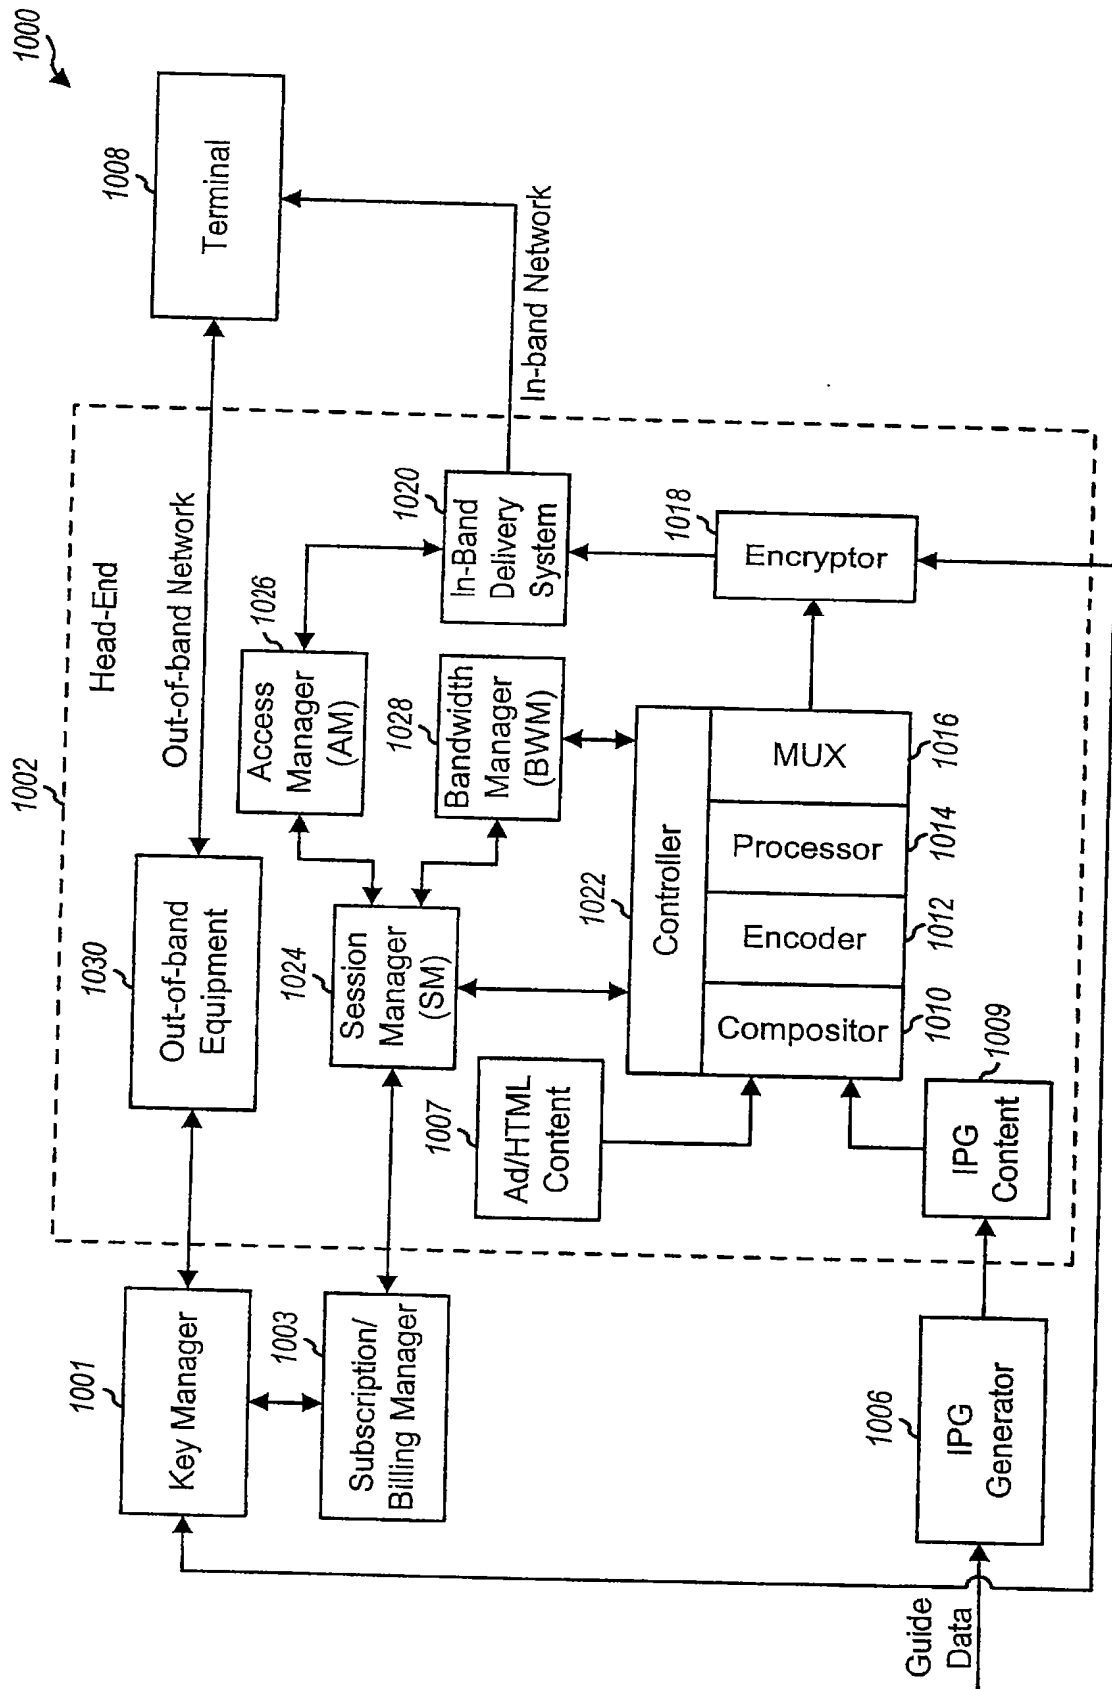 1000
1002
Head-End
1001
Key Manager
1030
Out-of-band
Equipment
Out-of-band Network
1008
Terminal
1003
Subscription/
Billing Manager
1024
Session
Manager
(SM)
1026
Access
Manager
(AM)
1028
Bandwidth
Manager
(BWM)
1020
In-Band
Delivery
System
In-band Network
1007
Ad/HTML
Content
1022
Controller
Compositor
Encoder
Processor
MUX
1010
1012
1014
1016
1018
Encryptor
1006
IPG
Generator
1009
IPG
Content
Guide
Data